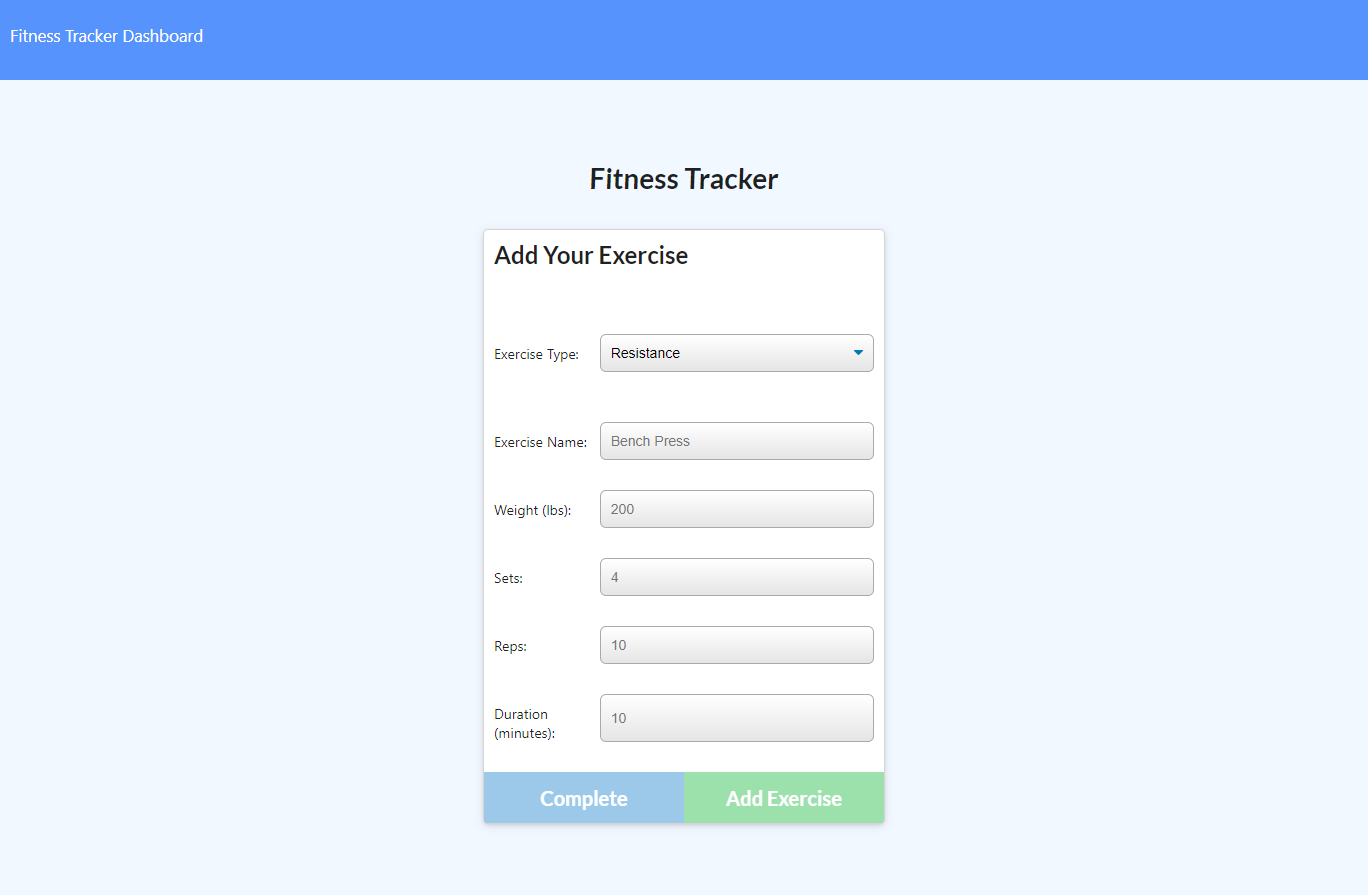 Fitness Tracker Dashboard
Fitness Tracker
Add Your Exercise
Exercise Type: Resistance
Exercise Name: Bench Press
Weight (lbs): 200
Sets: 4
Reps: 10
Duration
(minutes): 10
Complete Add Exercise